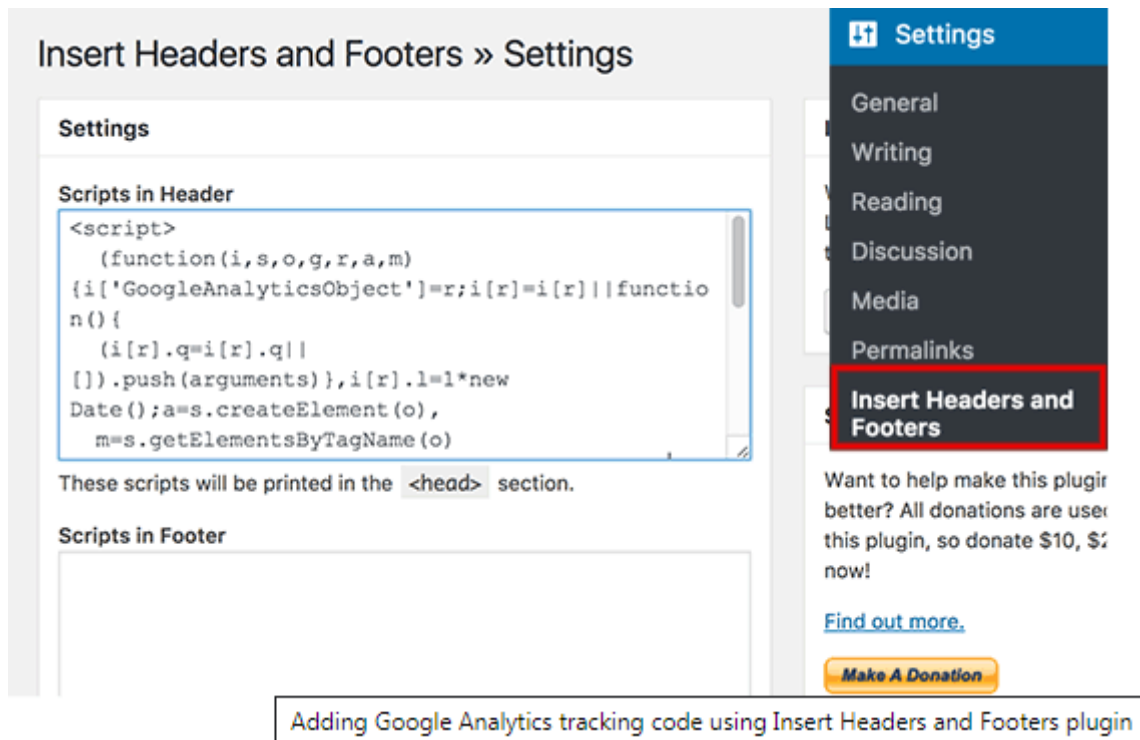 Insert Headers and Footers » Settings
Settings
Scripts in Header
<script>
(function(i,s,o,g,r,a,m)
{i['GoogleAnalyticsObject']=r;i[r]=i[r]||functio
n(){
(i[r].q=i[r].q||
[]).push(arguments)},i[r].l=1*new
Date();a=s.createElement(o),
m=s.getElementsByTagName(o)
These scripts will be printed in the <head> section.
Scripts in Footer
Settings
General
Writing
Reading
Discussion
Media
Permalinks
Insert Headers and
Footers
Want to help make this plugin
better? All donations are used
this plugin, so donate $10, $2
now!
Find out more.
Make A Donation
Adding Google Analytics tracking code using Insert Headers and Footers plugin